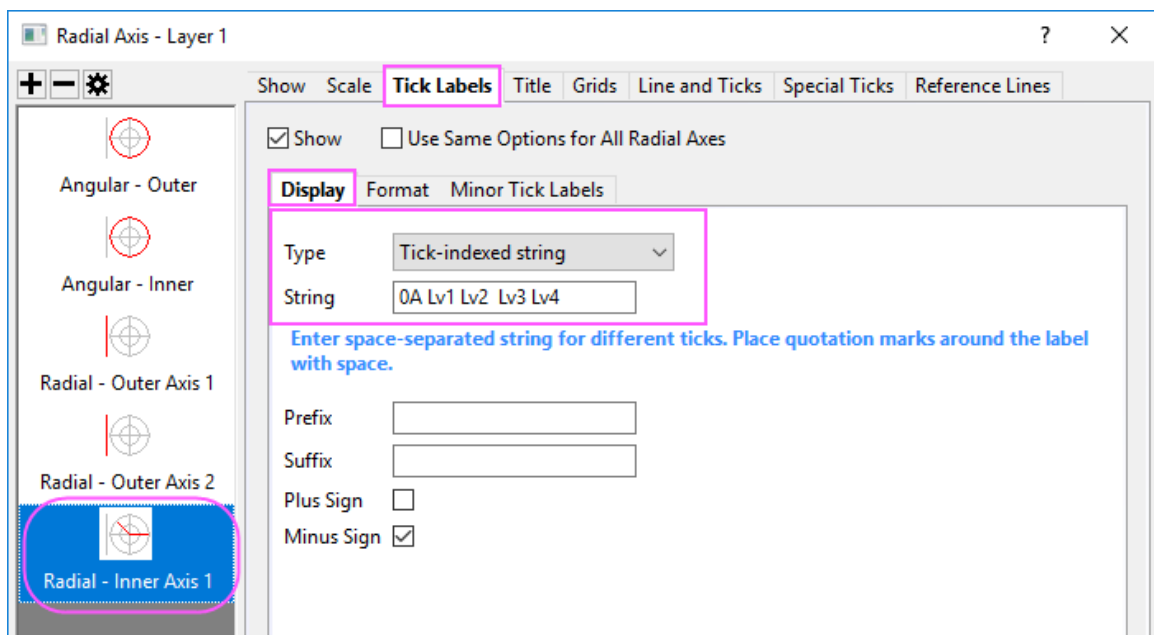 Radial Axis - Layer 1
?
Show Scale Tick Labels Title Grids Line and Ticks Special Ticks Reference Lines
Show Use Same Options for All Radial Axes
Angular - Outer
Display Format Minor Tick Labels
Type Tick-indexed string
Angular - Inner
String 0A Lv1 Lv2  Lv3 Lv4
Enter space-separated string for different ticks. Place quotation marks around the label
with space.
Radial - Outer Axis 1
Prefix
Suffix
Radial - Outer Axis 2
Plus Sign
Minus Sign
Radial - Inner Axis 1